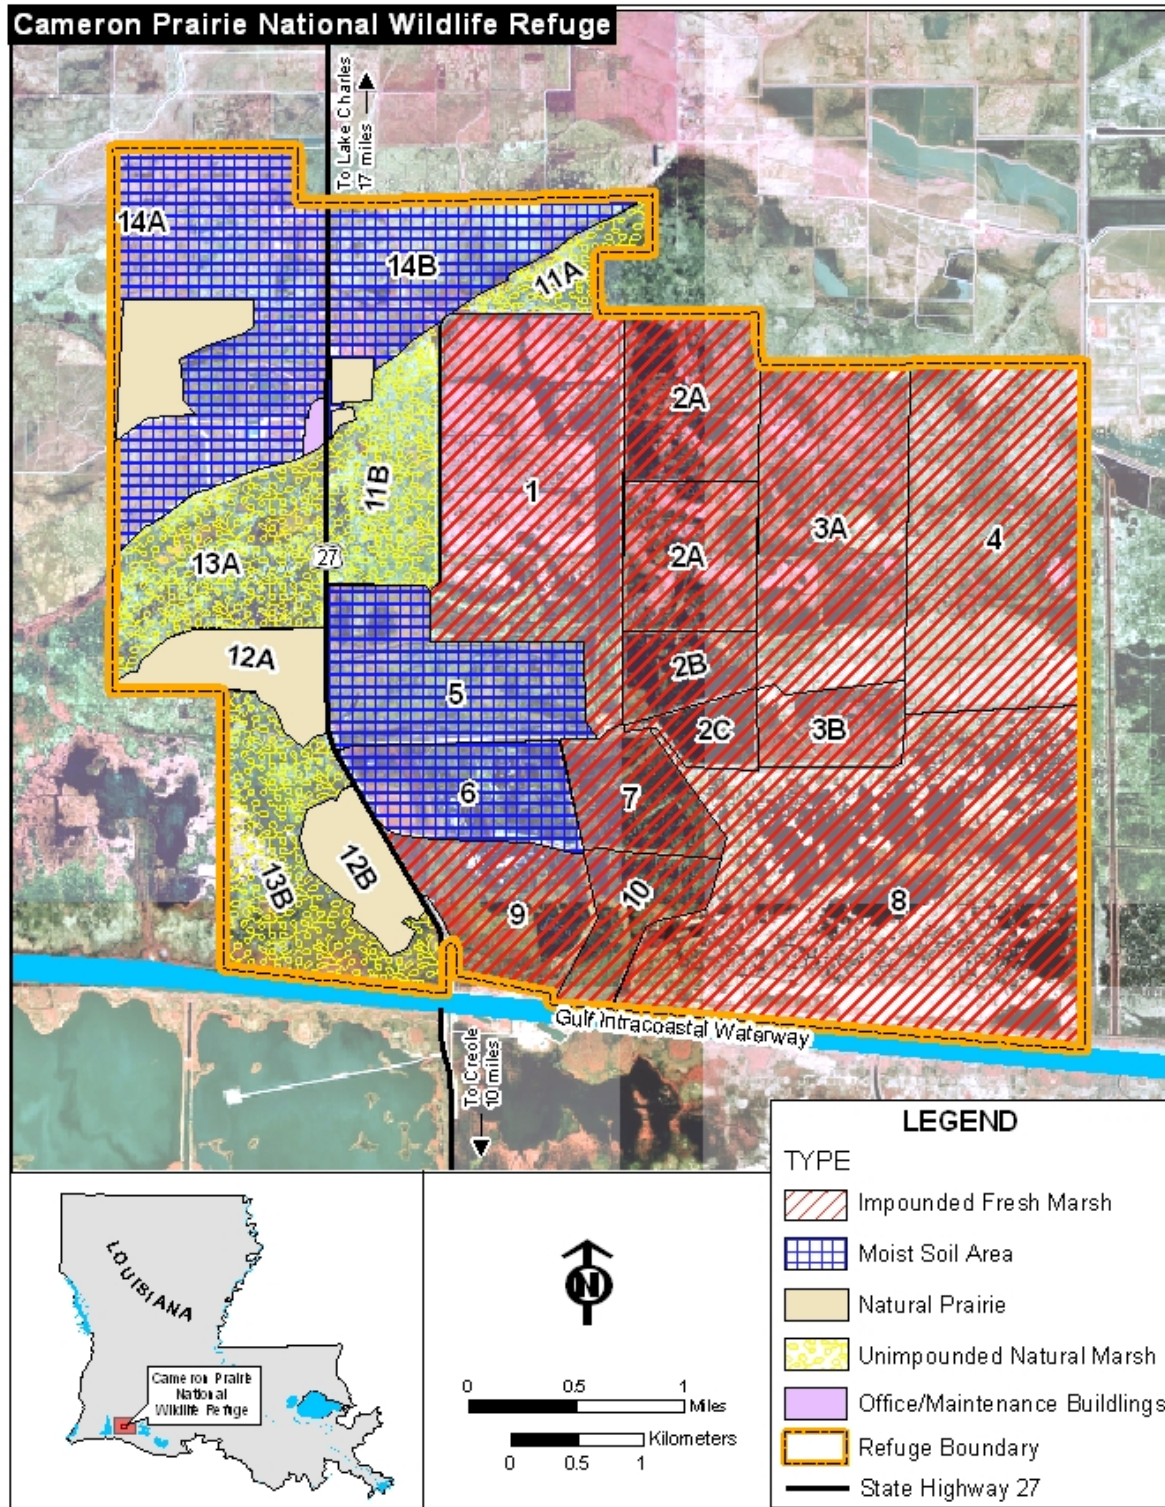 Cameron Prairie National Wildlife Refuge
To Lake Charles
17 miles
14A
14B
11A
2A
11B
1
3A
4
2A
27
13A
12A
2B
5
2C
3B
6
7
12B
13B
10
9
8
Gulf Intracoastal Waterway
To Creole
10 miles
LOUISIANA
Cameron Prairie
National
Wildlife Refuge
N
0 0.5 1
Miles
Kilometers
0 0.5 1
LEGEND
TYPE
Impounded Fresh Marsh
Moist Soil Area
Natural Prairie
Unimpounded Natural Marsh
Office/Maintenance Buildings
Refuge Boundary
State Highway 27